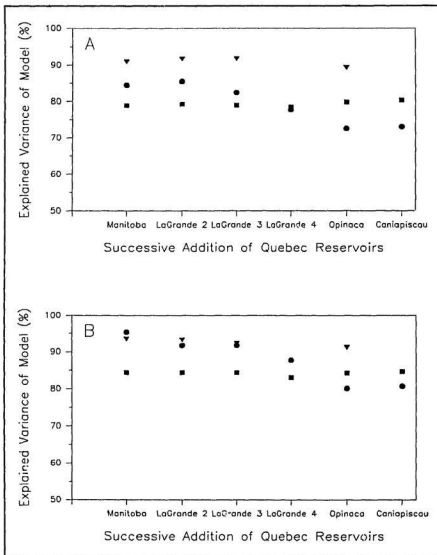 A
Explained Variance of Model (%)
100
90
80
70
60
50
Manitoba LaGrande 2 LaGrande 3 LaGrande 4 Opinaca Caniapiscau
Successive Addition of Quebec Reservoirs
B
Explained Variance of Model (%)
100
90
80
70
60
50
Manitoba LaGrande 2 LaG-ande 3 LaGrande 4 Opinaca Caniapiscau
Successive Addition of Quebec Reservoirs